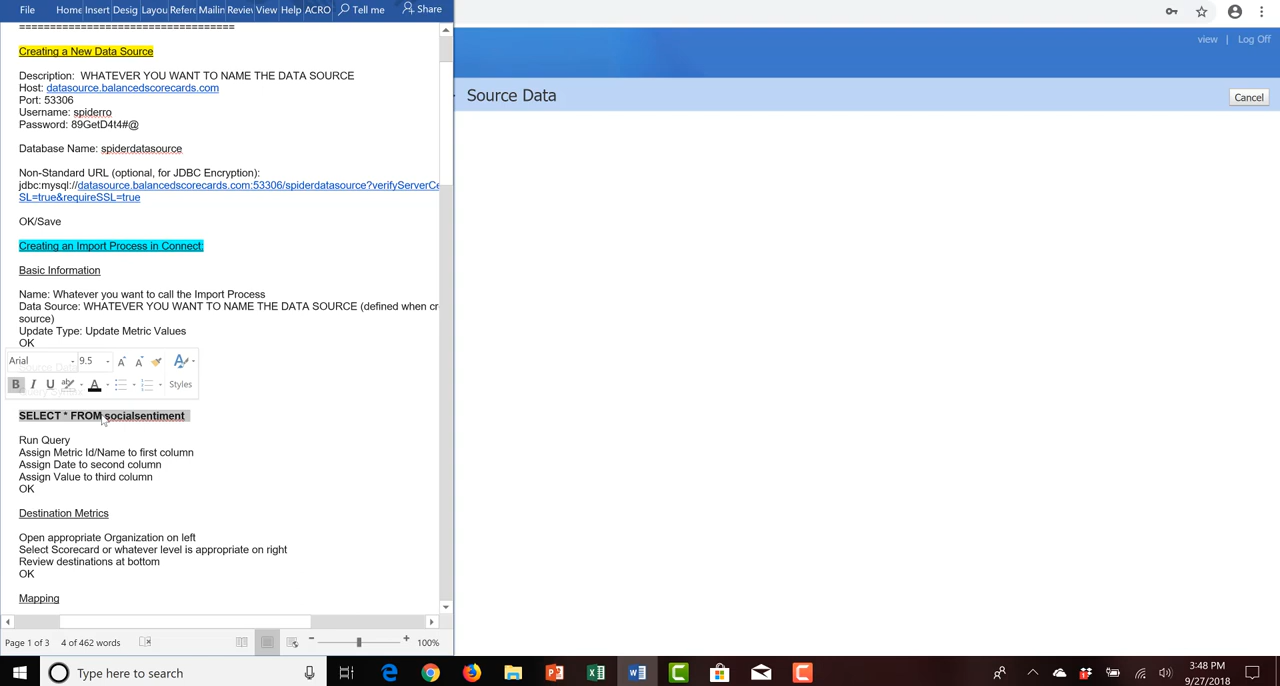 File Home Insert Desig Layou Refere Mailin Reviev View Help ACRO Tell me Share
==================================
Creating a New Data Source
Description: WHATEVER YOU WANT TO NAME THE DATA SOURCE
Host: datasource.balancedscorecards.com
Port: 53306
Username: spiderro
Password: 89GetD4t4#@
Database Name: spiderdatasource
Non-Standard URL (optional, for JDBC Encryption):
jdbc:mysql://datasource.balancedscorecards.com:53306/spiderdatasource?verifyServerCe
SL=true&requireSSL=true
OK/Save
Creating an Import Process in Connect:
Basic Information
Name: Whatever you want to call the Import Process
Data Source: WHATEVER YOU WANT TO NAME THE DATA SOURCE (defined when cr
source)
Update Type: Update Metric Values
OK
Arial 9.5
B I U ab A Styles
SELECT * FROM socialsentiment
Run Query
Assign Metric Id/Name to first column
Assign Date to second column
Assign Value to third column
OK
Destination Metrics
Open appropriate Organization on left
Select Scorecard or whatever level is appropriate on right
Review destinations at bottom
OK
Mapping
Page 1 of 3 4 of 462 words 100%
view | Log Off
Source Data
Cancel
Type here to search
3:48 PM
9/27/2018